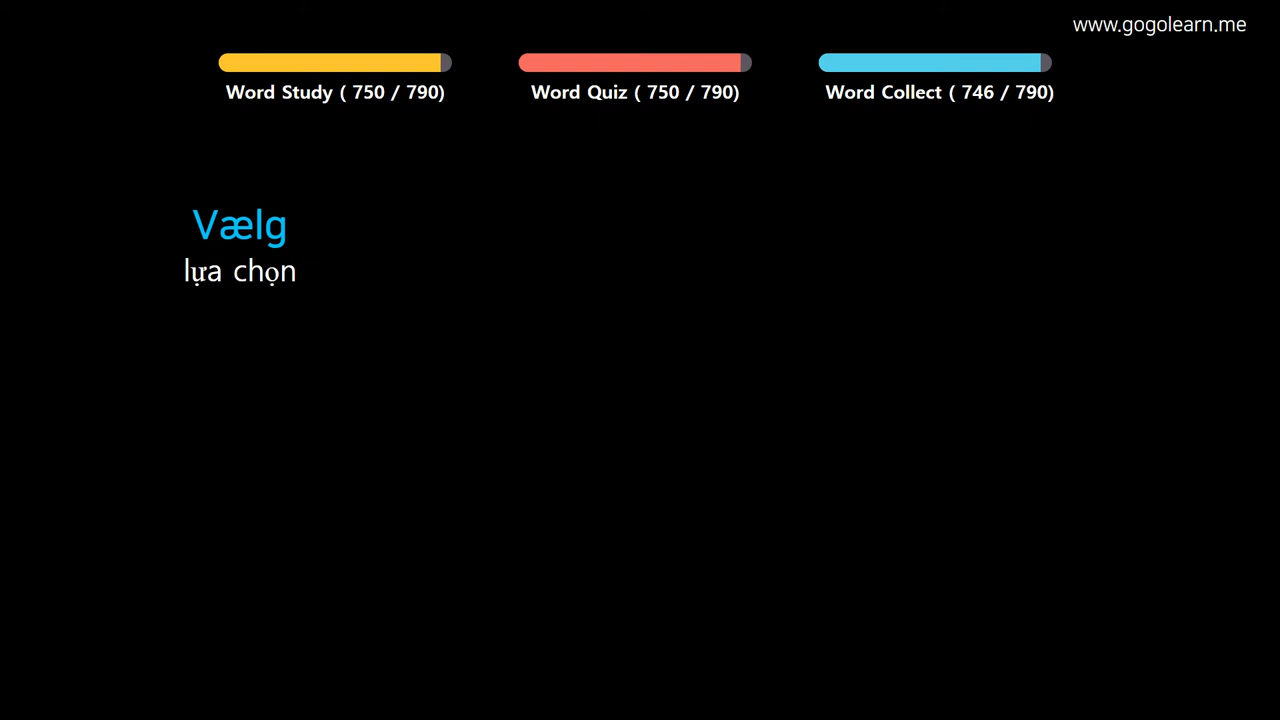 www.gogolearn.me
Word Study ( 750 / 790)
Word Quiz ( 750 / 790)
Word Collect ( 746 / 790)
Vælg
lựa chọn